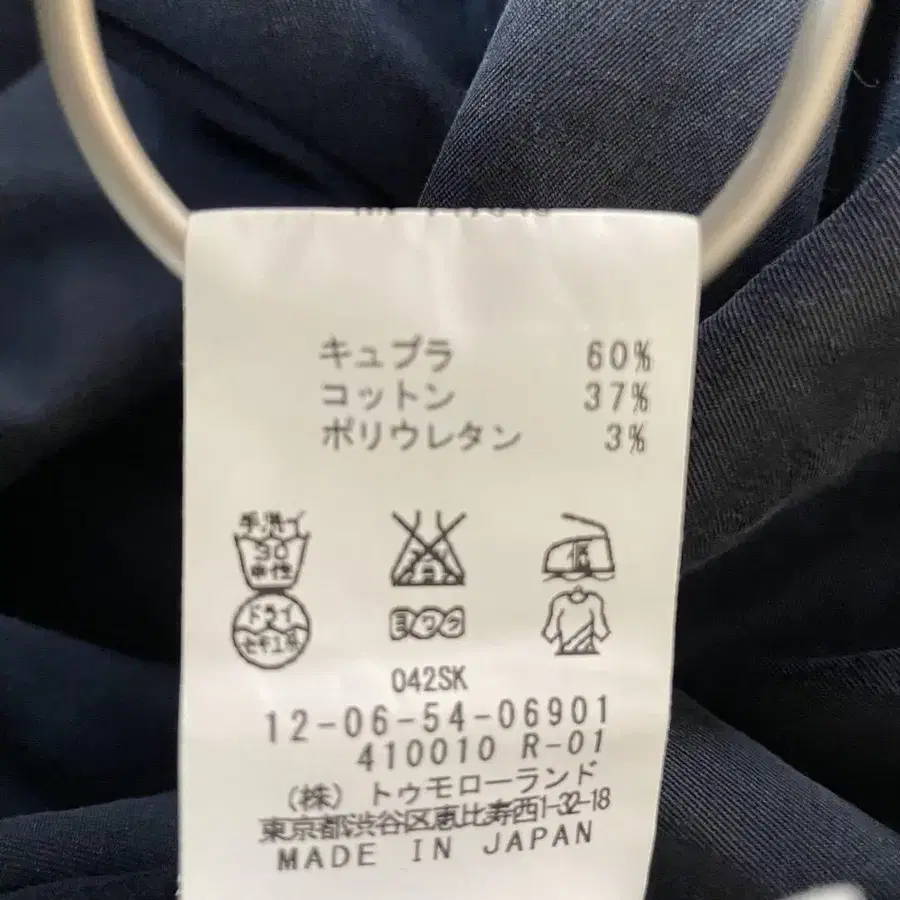 キュプラ 60%
コットン 37%
ポリウレタン 3%
手洗イ
30
中性
低
ドライ
セキユ系
ヨワク
042SK
12-06-54-06901
410010 R-01
(株) トゥモローランド
東京都渋谷区恵比寿西1-32-18
MADE IN JAPAN